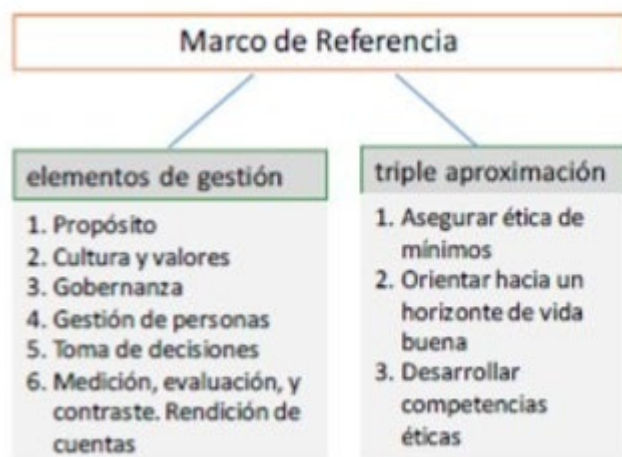 Marco de Referencia
elementos de gestión
1. Propósito
2. Cultura y valores
3. Gobernanza
4. Gestión de personas
5. Toma de decisiones
6. Medición, evaluación, y
contraste. Rendición de
cuentas
triple aproximación
1. Asegurar ética de
mínimos
2. Orientar hacia un
horizonte de vida
buena
3. Desarrollar
competencias
éticas